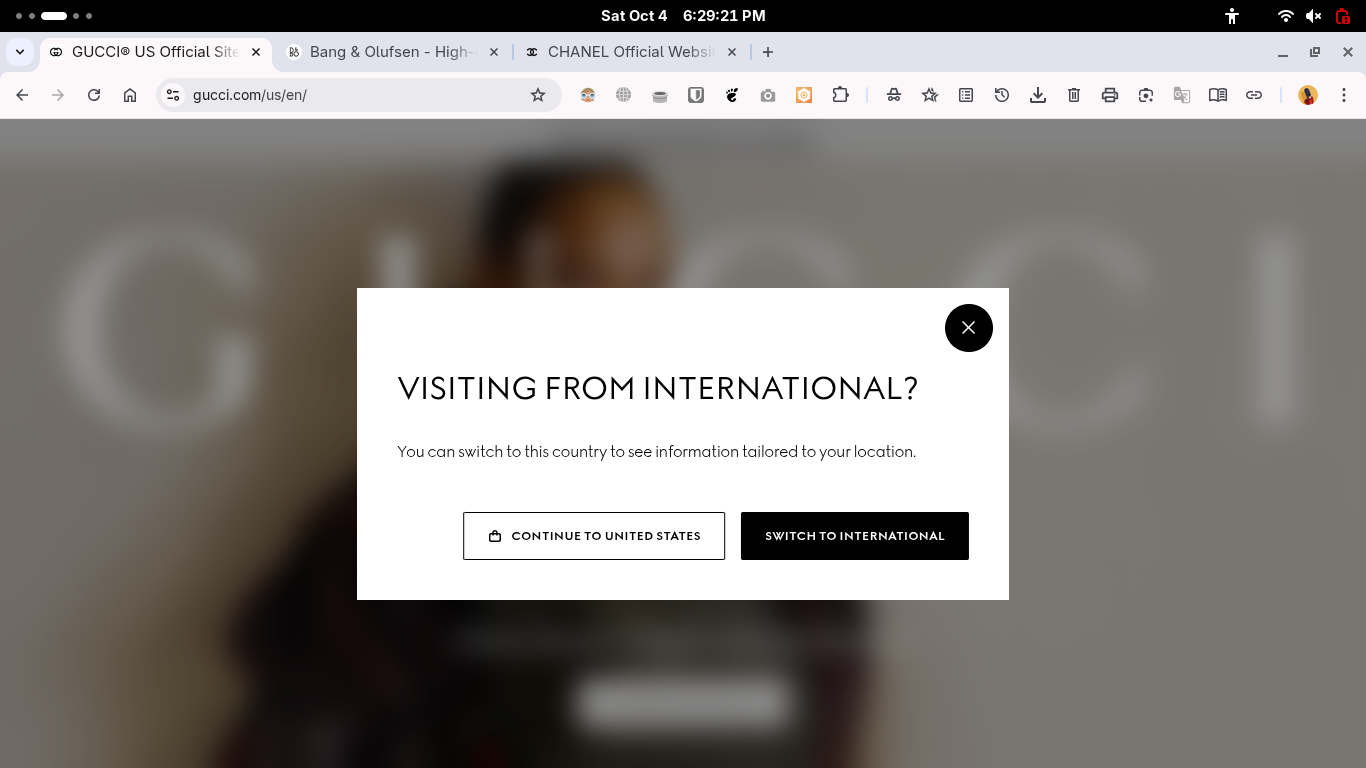 Sat Oct 4 6:29:21 PM
GUCCI® US Official Site
Bang & Olufsen - High-
CHANEL Official Websi
gucci.com/us/en/
GUCCI
VISITING FROM INTERNATIONAL?
You can switch to this country to see information tailored to your location.
CONTINUE TO UNITED STATES
SWITCH TO INTERNATIONAL